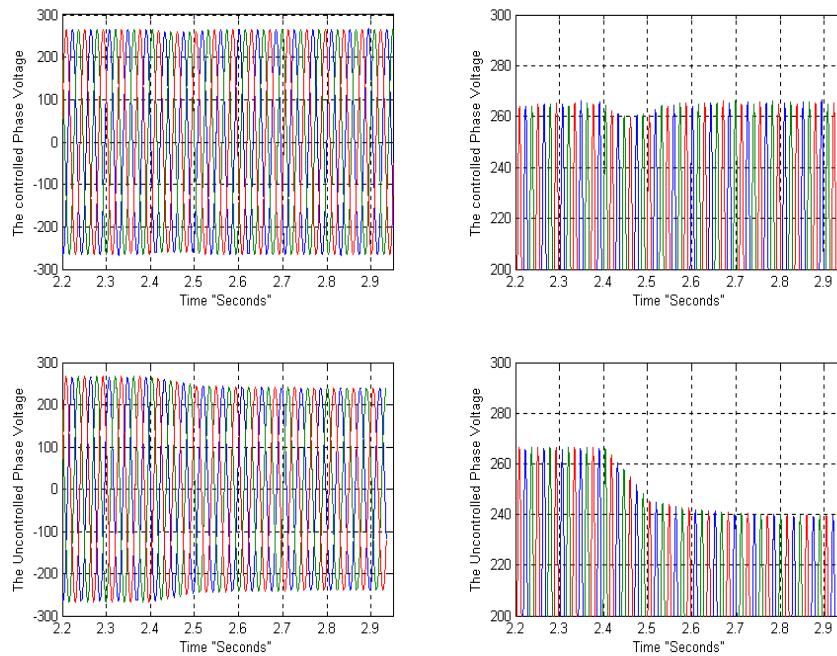 The controlled Phase Voltage
300
200
100
0
-100
-200
-300
2.2 2.3 2.4 2.5 2.6 2.7 2.8 2.9
Time "Seconds"
The controlled Phase Voltage
300
280
260
240
220
200
2.2 2.3 2.4 2.5 2.6 2.7 2.8 2.9
Time "Seconds"
The Uncontrolled Phase Voltage
300
200
100
0
-100
-200
-300
2.2 2.3 2.4 2.5 2.6 2.7 2.8 2.9
Time "Seconds"
The Uncontrolled Phase Voltage
300
280
260
240
220
200
2.2 2.3 2.4 2.5 2.6 2.7 2.8 2.9
Time "Seconds"